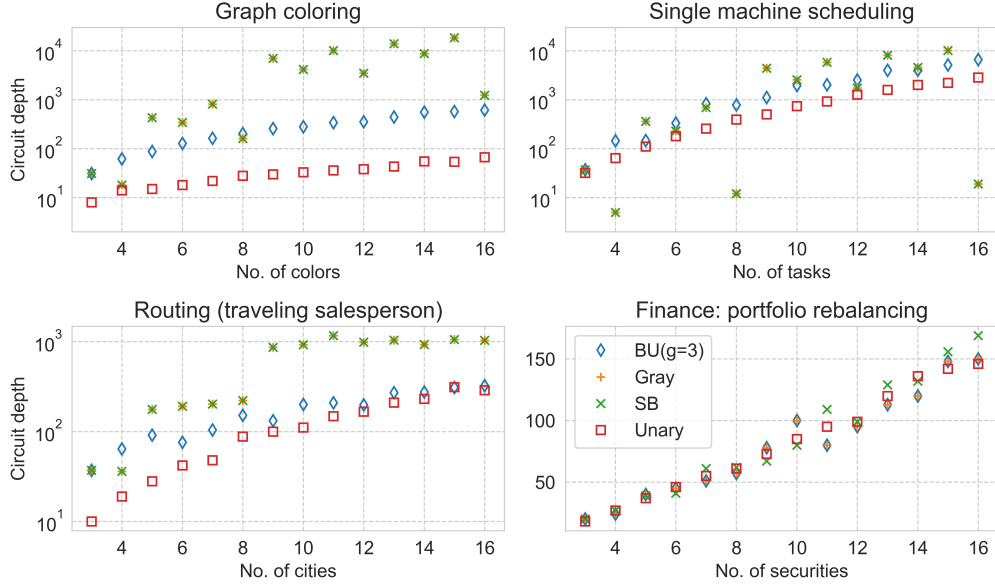 Graph coloring
Circuit depth
10^4
10^3
10^2
10^1
4 6 8 10 12 14 16
No. of colors
Single machine scheduling
10^4
10^3
10^2
10^1
4 6 8 10 12 14 16
No. of tasks
Routing (traveling salesperson)
Circuit depth
10^3
10^2
10^1
4 6 8 10 12 14 16
No. of cities
Finance: portfolio rebalancing
BU(g=3)
Gray
SB
Unary
150
100
50
4 6 8 10 12 14 16
No. of securities